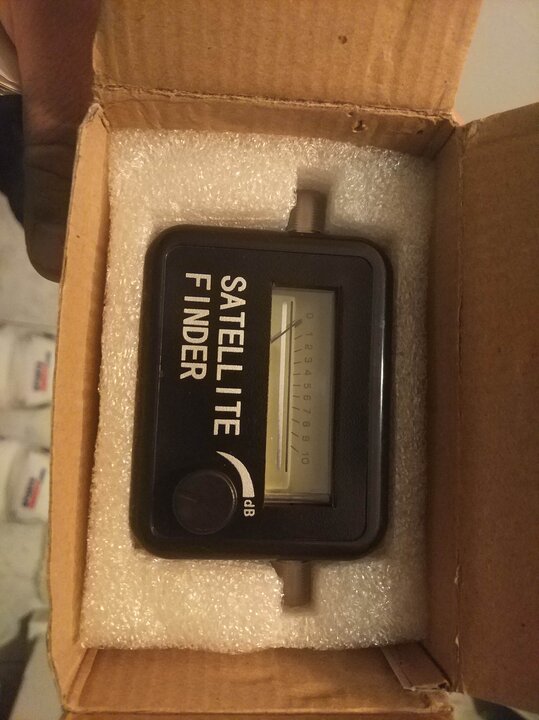 0 1 2 3 4 5 6 7 8 9 10
SATELLITE
FINDER
dB